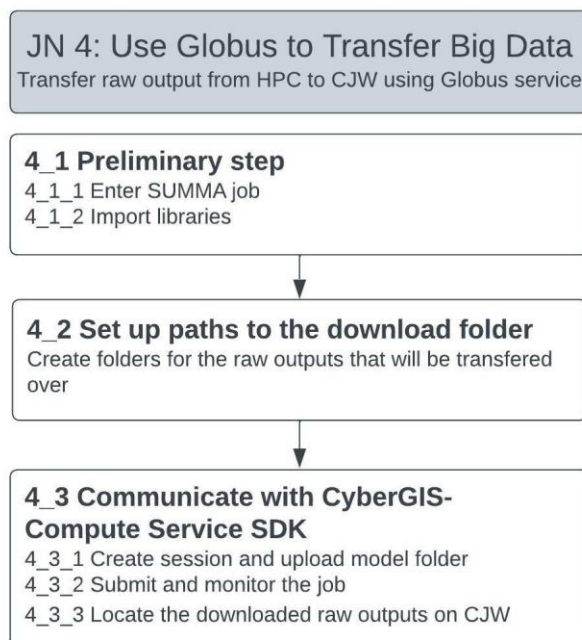 JN 4: Use Globus to Transfer Big Data
Transfer raw output from HPC to CJW using Globus service
4_1 Preliminary step
4_1_1 Enter SUMMA job
4_1_2 Import libraries
4_2 Set up paths to the download folder
Create folders for the raw outputs that will be transfered
over
4_3 Communicate with CyberGIS-
Compute Service SDK
4_3_1 Create session and upload model folder
4_3_2 Submit and monitor the job
4_3_3 Locate the downloaded raw outputs on CJW